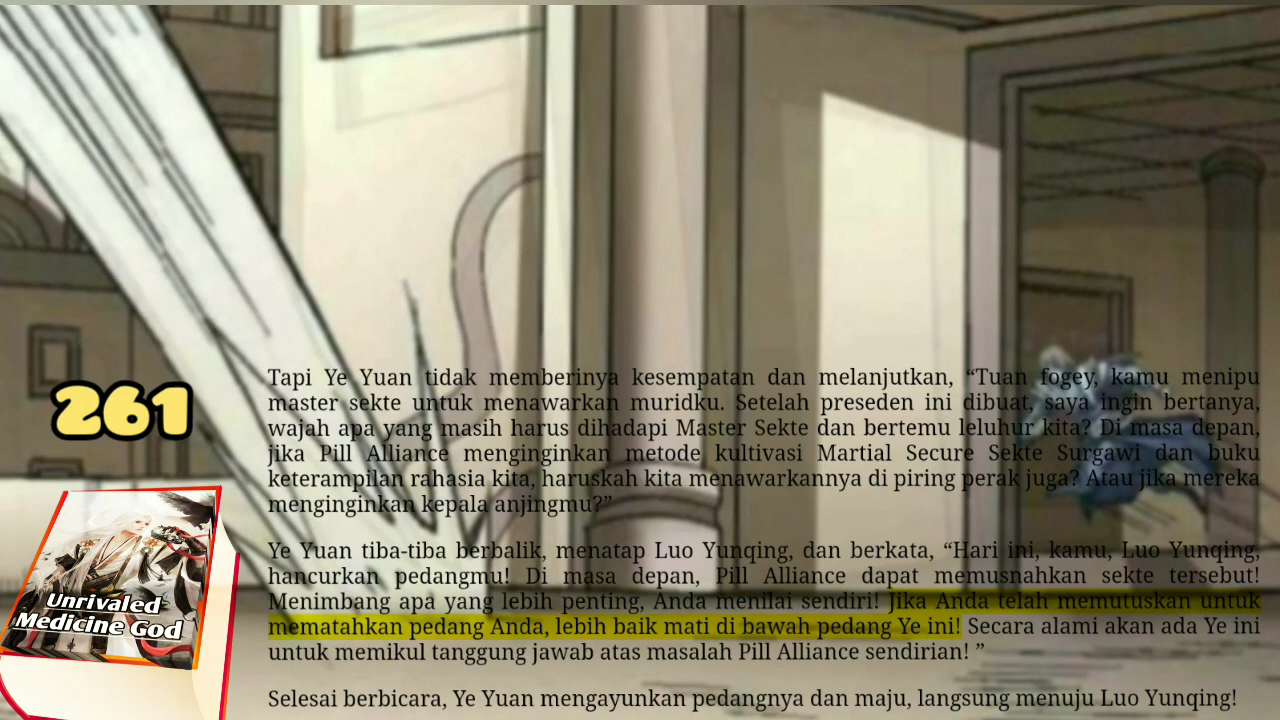 Tapi Ye Yuan tidak memberinya kesempatan dan melanjutkan, “Tuan fogey, kamu menipu
master sekte untuk menawarkan muridku. Setelah preseden ini dibuat, saya ingin bertanya,
wajah apa yang masih harus dihadapi Master Sekte dan bertemu leluhur kita? Di masa depan,
jika Pill Alliance menginginkan metode kultivasi Martial Secure Sekte Surgawi dan buku
keterampilan rahasia kita, haruskah kita menawarkannya di piring perak juga? Atau jika mereka
menginginkan kepala anjingmu?”
Ye Yuan tiba-tiba berbalik, menatap Luo Yunqing, dan berkata, “Hari ini, kamu, Luo Yunqing,
hancurkan pedangmu! Di masa depan, Pill Alliance dapat memusnahkan sekte tersebut!
Menimbang apa yang lebih penting, Anda menilai sendiri! Jika Anda telah memutuskan untuk
mematahkan pedang Anda, lebih baik mati di bawah pedang Ye ini! Secara alami akan ada Ye ini
untuk memikul tanggung jawab atas masalah Pill Alliance sendirian! ”
Selesai berbicara, Ye Yuan mengayunkan pedangnya dan maju, langsung menuju Luo Yunqing!
261
Unrivaled
Medicine God